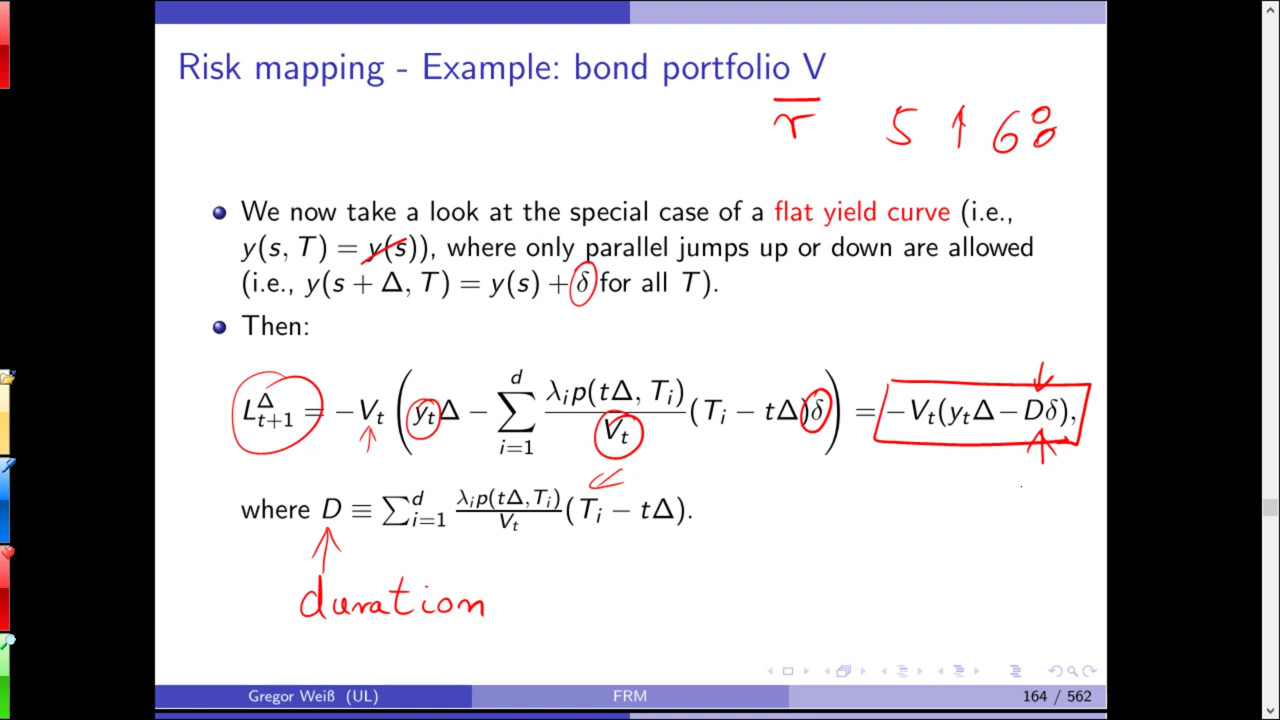 Risk mapping - Example: bond portfolio V
r 5 ↑ 6 %
We now take a look at the special case of a flat yield curve (i.e.,
y(s, T) = y(s)), where only parallel jumps up or down are allowed
(i.e., y(s + Δ, T) = y(s) + δ for all T).
Then:
L^Δ_{t+1} = −V_t ( y_t Δ − ∑_{i=1}^{d} λ_i p(tΔ, T_i) / V_t (T_i − tΔ)δ ) = −V_t(y_t Δ − Dδ),
where D ≡ ∑_{i=1}^{d} λ_i p(tΔ,T_i) / V_t (T_i − tΔ).
duration
Gregor Weiß (UL) FRM 164 / 562